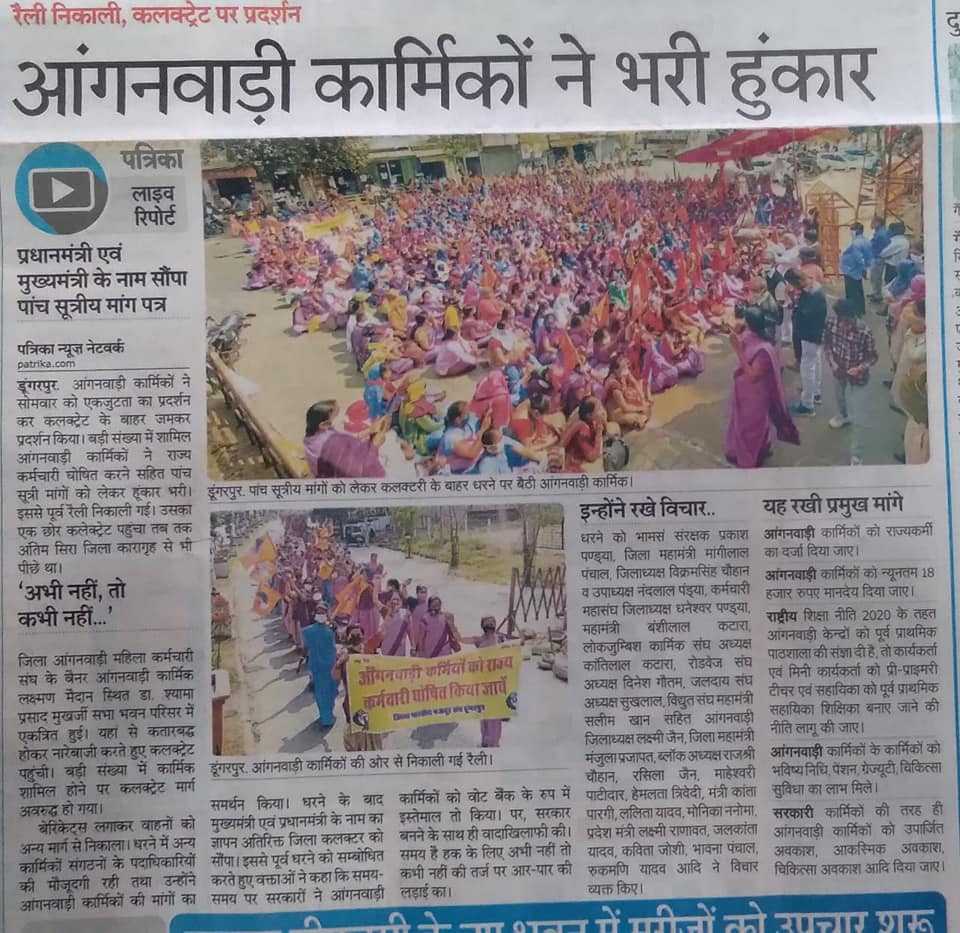 रैली निकाली, कलक्ट्रेट पर प्रदर्शन
आंगनवाड़ी कार्मिकों ने भरी हुंकार
पत्रिका
लाइव
रिपोर्ट
प्रधानमंत्री एवं
मुख्यमंत्री के नाम सौंपा
पांच सूत्रीय मांग पत्र
पत्रिका न्यूज नेटवर्क
patrika.com
डूंगरपुर. आंगनवाड़ी कार्मिकों ने
सोमवार को एकजुटता का प्रदर्शन
कर कलक्ट्रेट के बाहर जमकर
प्रदर्शन किया। बड़ी संख्या में शामिल
आंगनवाड़ी कार्मिकों ने राज्य
कर्मचारी घोषित करने सहित पांच
सूत्री मांगों को लेकर हूंकार भरी।
इससे पूर्व रैली निकाली गई। उसका
एक छोर कलेक्ट्रेट पहुचा तब तक
अंतिम सिरा जिला कारागृह से भी
पीछे था।
'अभी नहीं, तो
कभी नहीं...'
जिला आंगनवाड़ी महिला कर्मचारी
संघ के बैनर आंगनवाड़ी कार्मिक
लक्ष्मण मैदान स्थित डा. श्यामा
प्रसाद मुखर्जी सभा भवन परिसर में
एकत्रित हुई। यहां से कतारबद्ध
होकर नारेबाजी करते हुए कलक्ट्रेट
पहुंची। बड़ी संख्या में कार्मिक
शामिल होने पर कलक्ट्रेट मार्ग
अवरुद्ध हो गया।
बेरिकेट्स लगाकर वाहनों को
अन्य मार्ग से निकाला। धरने में अन्य
कार्मिक संगठनों के पदाधिकारियों
की मौजूदगी रही तथा उन्होंने
आंगनवाड़ी कार्मिकों की मांगों का
डूंगरपुर. पांच सूत्रीय मांगों को लेकर कलक्टरी के बाहर धरने पर बैठी आंगनवाड़ी कार्मिक।
आँगनवाड़ी कर्मियों को राज्य
कर्मचारी घोषित किया जावें
जिला भारतीय मजदूर संघ डूंगरपुर
डूंगरपुर. आंगनवाड़ी कार्मिकों की ओर से निकाली गई रैली।
समर्थन किया। धरने के बाद
मुख्यमंत्री एवं प्रधानमंत्री के नाम का
ज्ञापन अतिरिक्त जिला कलक्टर को
सौंपा। इससे पूर्व धरने को सम्बोधित
करते हुए वक्ताओं ने कहा कि समय-
समय पर सरकारों ने आंगनवाड़ी
कार्मिकों को वोट बैंक के रुप में
इस्तेमाल तो किया। पर, सरकार
बनने के साथ ही वादाखिलाफी की।
समय है हक के लिए अभी नहीं तो
कभी नहीं की तर्ज पर आर-पार की
लड़ाई का।
इन्होंने रखे विचार..
धरने को भामसं संरक्षक प्रकाश
पण्ड्या, जिला महामंत्री मांगीलाल
पंचाल, जिलाध्यक्ष विक्रमसिंह चौहान
व उपाध्यक्ष नंदलाल पंड्या, कर्मचारी
महासंघ जिलाध्यक्ष धनेश्वर पण्ड्या,
महामंत्री बंशीलाल कटारा,
लोकजुम्बिश कार्मिक संघ अध्यक्ष
कांतिलाल कटारा, रोडवेज संघ
अध्यक्ष दिनेश गौतम, जलदाय संघ
अध्यक्ष सुखलाल, विद्युत संघ महामंत्री
सलीम खान सहित आंगनवाड़ी
जिलाध्यक्ष लक्ष्मी जैन, जिला महामंत्री
मंजुला प्रजापत, ब्लॉक अध्यक्ष राजश्री
चौहान, रसिला जैन, माहेश्वरी
पाटीदार, हेमलता त्रिवेदी, मंत्री कांता
पारगी, ललिता यादव, मोनिका ननोमा,
प्रदेश मंत्री लक्ष्मी राणावत, जलकांता
यादव, कविता जोशी, भावना पंचाल,
रुकमणि यादव आदि ने विचार
व्यक्त किए।
यह रखी प्रमुख मांगे
आंगनवाड़ी कार्मिकों को राज्यकर्मी
का दर्जा दिया जाए।
आंगनवाड़ी कार्मिकों को न्यूनतम 18
हजार रुपए मानदेय दिया जाए।
राष्ट्रीय शिक्षा नीति 2020 के तहत
आंगनवाड़ी केन्दों को पूर्व प्राथमिक
पाठशाला की संज्ञा दी है, तो कार्यकर्ता
एवं मिनी कार्यकर्ता को प्री-प्राइमरी
टीचर एवं सहायिका को पूर्व प्राथमिक
सहायिका शिक्षिका बनाए जाने की
नीति लागू की जाए।
आंगनवाड़ी कार्मिकों के कार्मिकों को
भविष्य निधि, पेंशन, ग्रेज्युटी, चिकित्सा
सुविधा का लाभ मिले।
सरकारी कार्मिकों की तरह ही
आंगनवाड़ी कार्मिकों को उपार्जित
अवकाश, आकस्मिक अवकाश,
चिकित्सा अवकाश आदि दिया जाए।
में मरीजों को उपचार शुरू